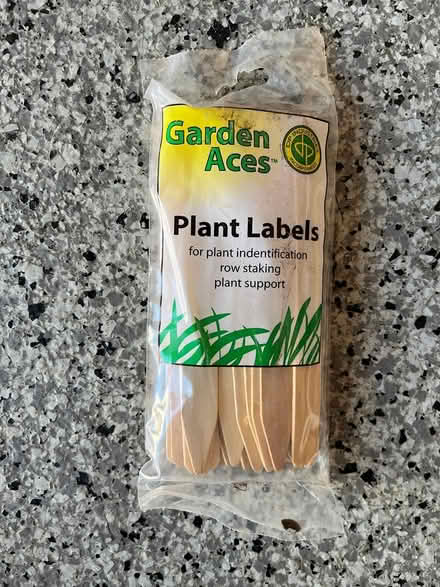 Garden
Aces™
Plant Labels
for plant indentification
row staking
plant support